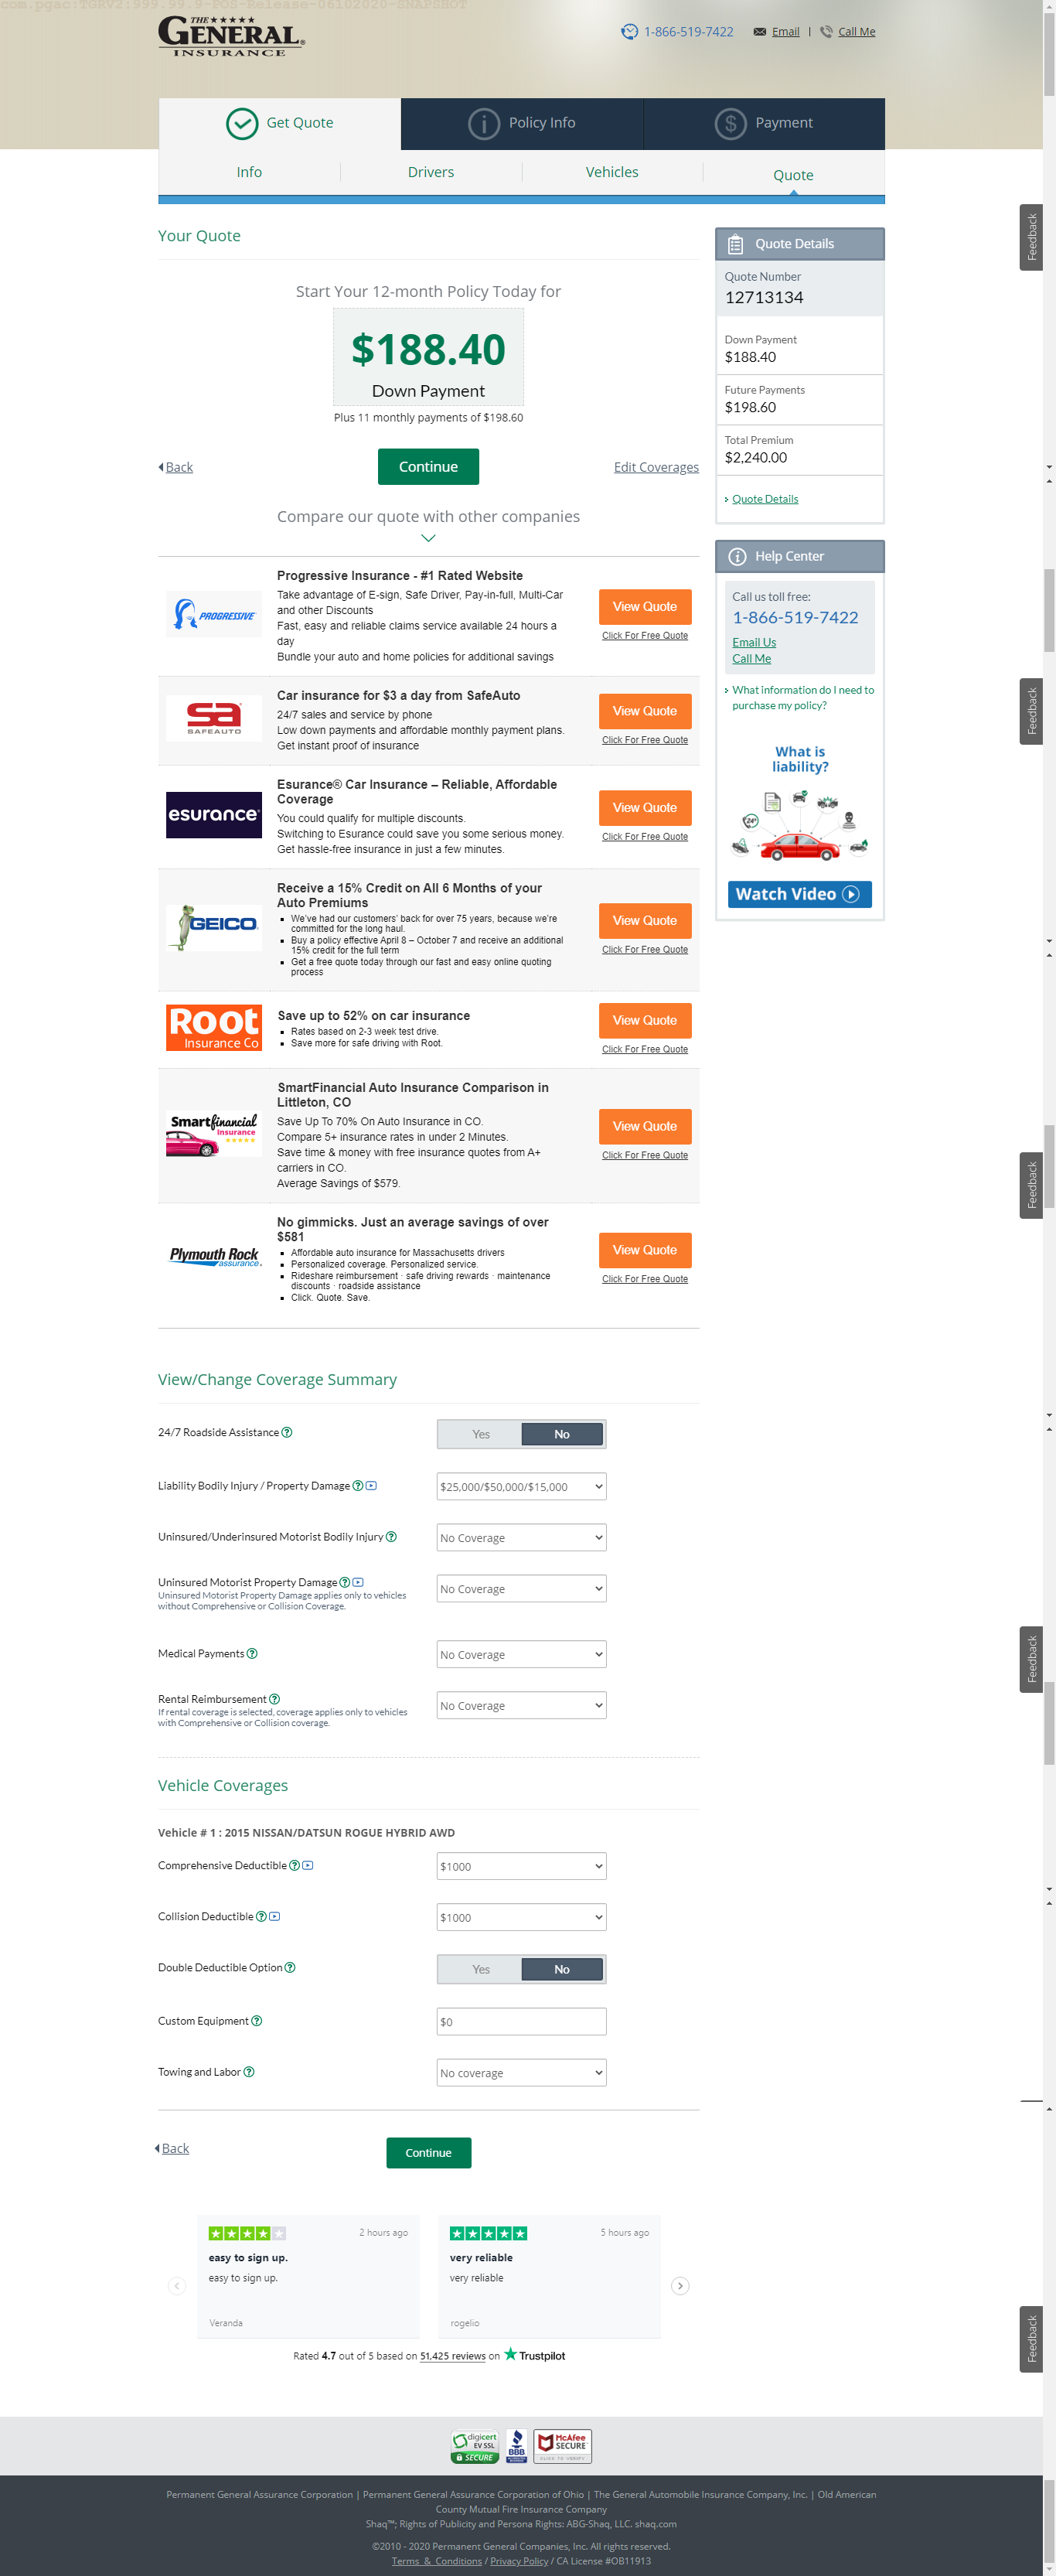 com.pgac:TGRV2:999.99.9-POS-Release-06102020-SNAPSHOT
THE
GENERAL®
INSURANCE
1-866-519-7422
Email | Call Me
Get Quote
Policy Info
Payment
Info
Drivers
Vehicles
Quote
Feedback
Your Quote
Start Your 12-month Policy Today for
$188.40
Down Payment
Plus 11 monthly payments of $198.60
Back
Continue
Edit Coverages
Quote Details
Quote Number
12713134
Down Payment
$188.40
Future Payments
$198.60
Total Premium
$2,240.00
Quote Details
Help Center
Call us toll free:
1-866-519-7422
Email Us
Call Me
What information do I need to
purchase my policy?
What is
liability?
24
Watch Video
Feedback
Compare our quote with other companies
PROGRESSIVE
Progressive Insurance - #1 Rated Website
Take advantage of E-sign, Safe Driver, Pay-in-full, Multi-Car
and other Discounts
Fast, easy and reliable claims service available 24 hours a
day
Bundle your auto and home policies for additional savings
View Quote
Click For Free Quote
sa
SAFEAUTO
Car insurance for $3 a day from SafeAuto
24/7 sales and service by phone
Low down payments and affordable monthly payment plans.
Get instant proof of insurance
View Quote
Click For Free Quote
esurance®
Esurance® Car Insurance – Reliable, Affordable
Coverage
You could qualify for multiple discounts.
Switching to Esurance could save you some serious money.
Get hassle-free insurance in just a few minutes.
View Quote
Click For Free Quote
GEICO
Receive a 15% Credit on All 6 Months of your
Auto Premiums
We've had our customers' back for over 75 years, because we're
committed for the long haul.
Buy a policy effective April 8 – October 7 and receive an additional
15% credit for the full term
Get a free quote today through our fast and easy online quoting
process
View Quote
Click For Free Quote
Root
Insurance Co
Save up to 52% on car insurance
Rates based on 2-3 week test drive.
Save more for safe driving with Root.
View Quote
Click For Free Quote
Smartfinancial
Insurance
SmartFinancial Auto Insurance Comparison in
Littleton, CO
Save Up To 70% On Auto Insurance in CO.
Compare 5+ insurance rates in under 2 Minutes.
Save time & money with free insurance quotes from A+
carriers in CO.
Average Savings of $579.
View Quote
Click For Free Quote
Feedback
Plymouth Rock
assurance.
No gimmicks. Just an average savings of over
$581
Affordable auto insurance for Massachusetts drivers
Personalized coverage. Personalized service.
Rideshare reimbursement · safe driving rewards · maintenance
discounts · roadside assistance
Click. Quote. Save.
View Quote
Click For Free Quote
View/Change Coverage Summary
24/7 Roadside Assistance
Yes No
Liability Bodily Injury / Property Damage
$25,000/$50,000/$15,000
Uninsured/Underinsured Motorist Bodily Injury
No Coverage
Uninsured Motorist Property Damage
Uninsured Motorist Property Damage applies only to vehicles
without Comprehensive or Collision Coverage.
No Coverage
Medical Payments
No Coverage
Feedback
Rental Reimbursement
If rental coverage is selected, coverage applies only to vehicles
with Comprehensive or Collision coverage.
No Coverage
Vehicle Coverages
Vehicle # 1 : 2015 NISSAN/DATSUN ROGUE HYBRID AWD
Comprehensive Deductible
$1000
Collision Deductible
$1000
Double Deductible Option
Yes No
Custom Equipment
$0
Towing and Labor
No coverage
Back
Continue
2 hours ago
easy to sign up.
easy to sign up.
Veranda
5 hours ago
very reliable
very reliable
rogelio
Feedback
Rated 4.7 out of 5 based on 51,425 reviews on Trustpilot
digicert
EV SSL
SECURE
BBB
McAfee
SECURE
CLICK TO VERIFY
Permanent General Assurance Corporation | Permanent General Assurance Corporation of Ohio | The General Automobile Insurance Company, Inc. | Old American
County Mutual Fire Insurance Company
Shaq™; Rights of Publicity and Persona Rights: ABG-Shaq, LLC. shaq.com
©2010 - 2020 Permanent General Companies, Inc. All rights reserved.
Terms & Conditions / Privacy Policy / CA License #OB11913